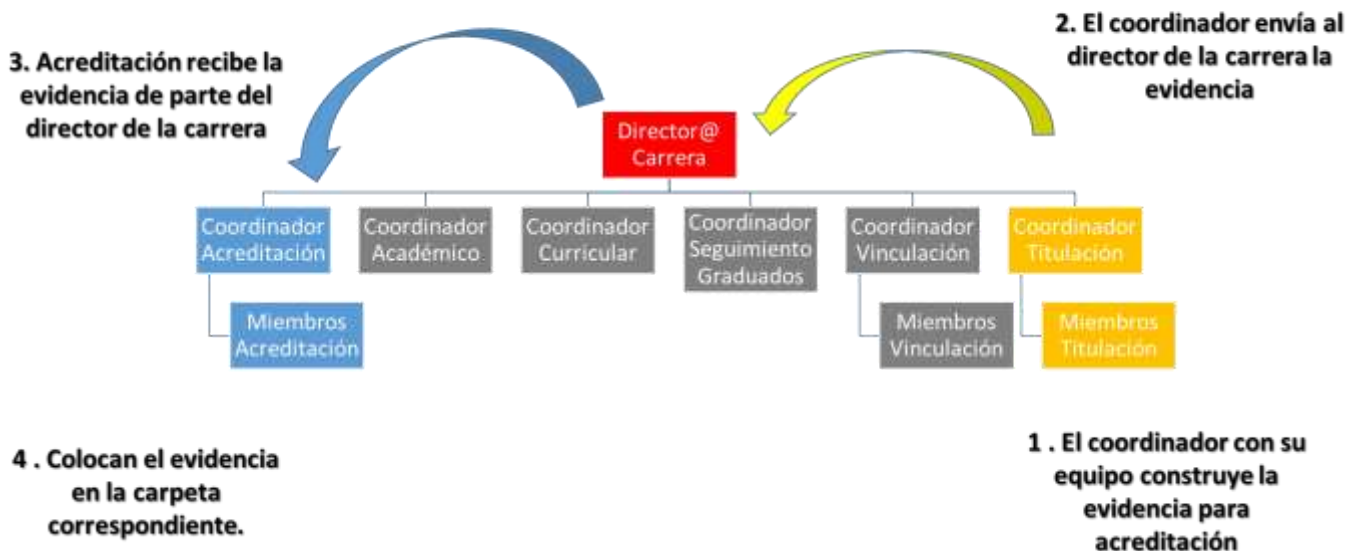 3. Acreditación recibe la
evidencia de parte del
director de la carrera
2. El coordinador envía al
director de la carrera la
evidencia
Director@
Carrera
Coordinador
Acreditación
Coordinador
Académico
Coordinador
Curricular
Coordinador
Seguimiento
Graduados
Coordinador
Vinculación
Coordinador
Titulación
Miembros
Acreditación
Miembros
Vinculación
Miembros
Titulación
4 . Colocan el evidencia
en la carpeta
correspondiente.
1 . El coordinador con su
equipo construye la
evidencia para
acreditación